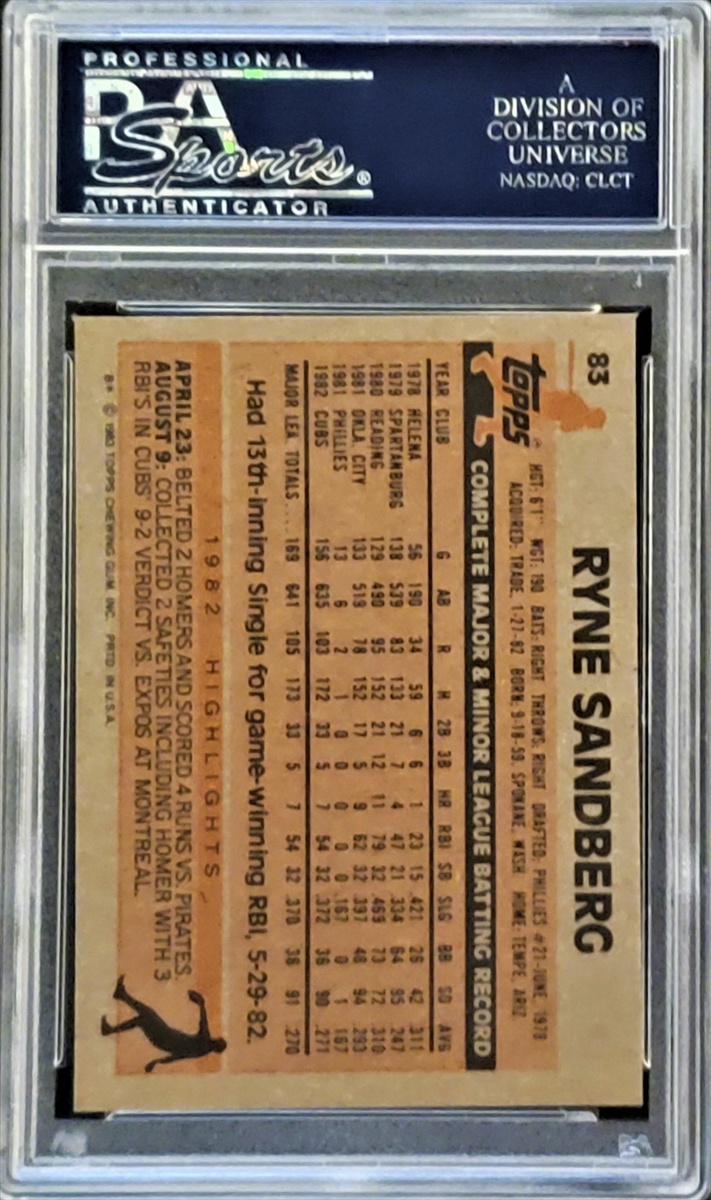 PROFESSIONAL
PSA
Sports®
AUTHENTICATOR
A
DIVISION OF
COLLECTORS
UNIVERSE
NASDAQ: CLCT
83
RYNE SANDBERG
topps®
HGT: 6'1" WGT: 190 BATS: RIGHT THROWS: RIGHT DRAFTED: PHILLIES #21-JUNE, 1978
ACQUIRED: TRADE, 1-27-82 BORN: 9-18-59, SPOKANE, WASH HOME: TEMPE, ARIZ
COMPLETE MAJOR & MINOR LEAGUE BATTING RECORD
YEAR CLUB G AB R H 2B 3B HR RBI SB SLG BB SO AVG
1978 HELENA 56 190 34 59 6 6 1 23 15 .421 26 42 .311
1979 SPARTANBURG 138 539 83 133 21 7 4 47 21 .334 64 95 .247
1980 READING 129 490 95 152 21 12 11 79 32 .469 73 72 .310
1981 OKLA. CITY 133 519 78 152 17 5 9 62 32 .397 48 94 .293
1981 PHILLIES 13 6 2 1 0 0 0 0 0 .167 0 1 .167
1982 CUBS 156 635 103 172 33 5 7 54 32 .372 36 90 .271
MAJOR LEA. TOTALS.... 169 641 105 173 33 5 7 54 32 .370 36 91 .270
Had 13th-inning Single for game-winning RBI, 5-29-82.
1982 HIGHLIGHTS
APRIL 23: BELTED 2 HOMERS AND SCORED 4 RUNS VS. PIRATES.
AUGUST 9: COLLECTED 2 SAFETIES INCLUDING HOMER WITH 3
RBI'S IN CUBS' 9-2 VERDICT VS. EXPOS AT MONTREAL.
B* © 1983 TOPPS CHEWING GUM, INC. PRTD. IN U.S.A.